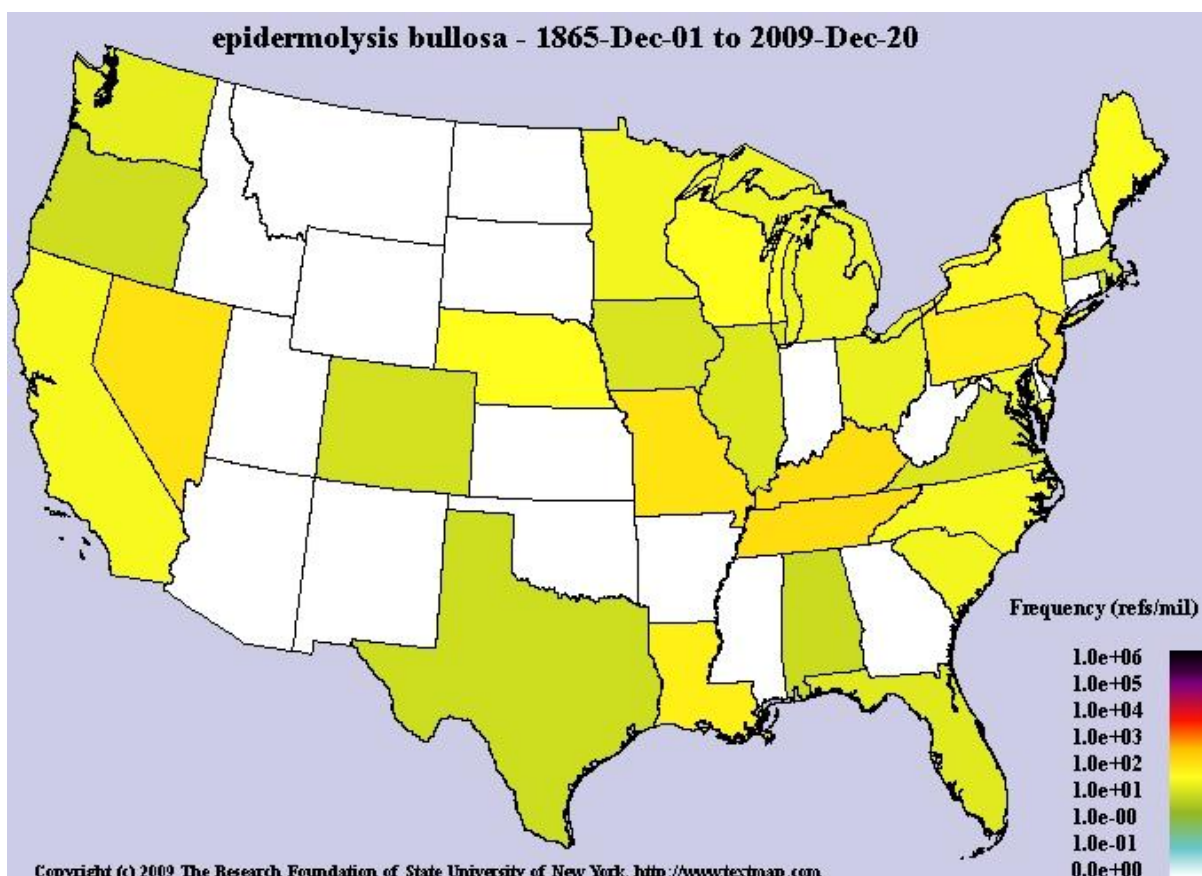 epidermolysis bullosa - 1865-Dec-01 to 2009-Dec-20
Frequency (refs/mil)
1.0e+06
1.0e+05
1.0e+04
1.0e+03
1.0e+02
1.0e+01
1.0e-00
1.0e-01
0.0e+00
Copyright (c) 2009 The Research Foundation of State University of New York, http://www.textmap.com